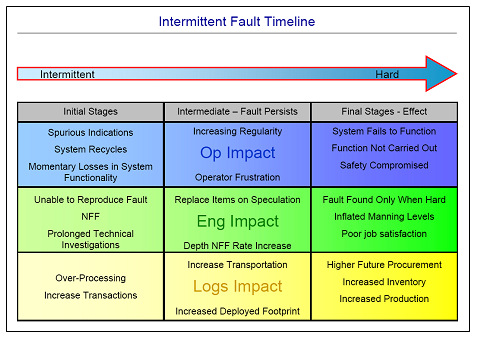 Intermittent Fault Timeline
Intermittent Hard
Initial Stages
Intermediate – Fault Persists
Final Stages - Effect
Spurious Indications
System Recycles
Momentary Losses in System
Functionality
Increasing Regularity
Op Impact
Operator Frustration
System Fails to Function
Function Not Carried Out
Safety Compromised
Unable to Reproduce Fault
NFF
Prolonged Technical
Investigations
Replace Items on Speculation
Eng Impact
Depth NFF Rate Increase
Fault Found Only When Hard
Inflated Manning Levels
Poor job satisfaction
Over-Processing
Increase Transactions
Increase Transportation
Logs Impact
Increased Deployed Footprint
Higher Future Procurement
Increased Inventory
Increased Production